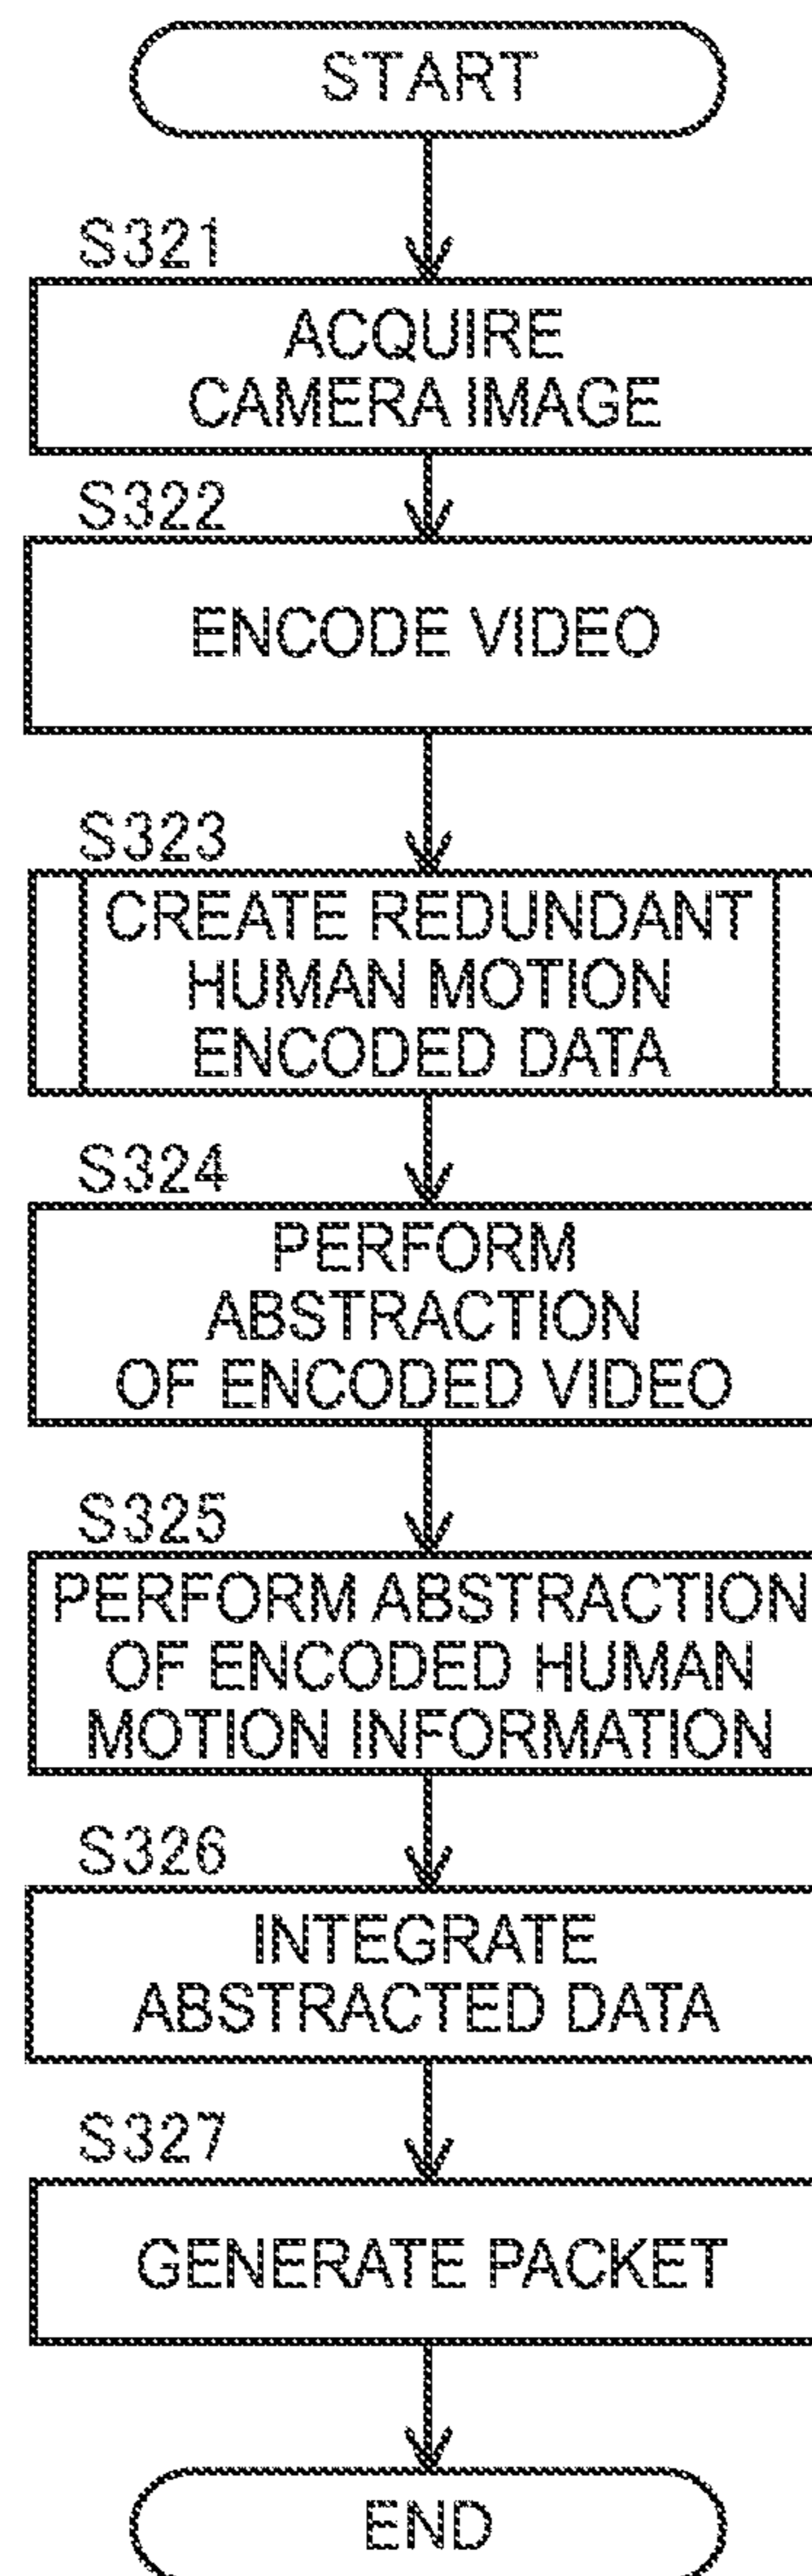 START
S321
ACQUIRE
CAMERA IMAGE
S322
ENCODE VIDEO
S323
CREATE REDUNDANT
HUMAN MOTION
ENCODED DATA
S324
PERFORM
ABSTRACTION
OF ENCODED VIDEO
S325
PERFORM ABSTRACTION
OF ENCODED HUMAN
MOTION INFORMATION
S326
INTEGRATE
ABSTRACTED DATA
S327
GENERATE PACKET
END